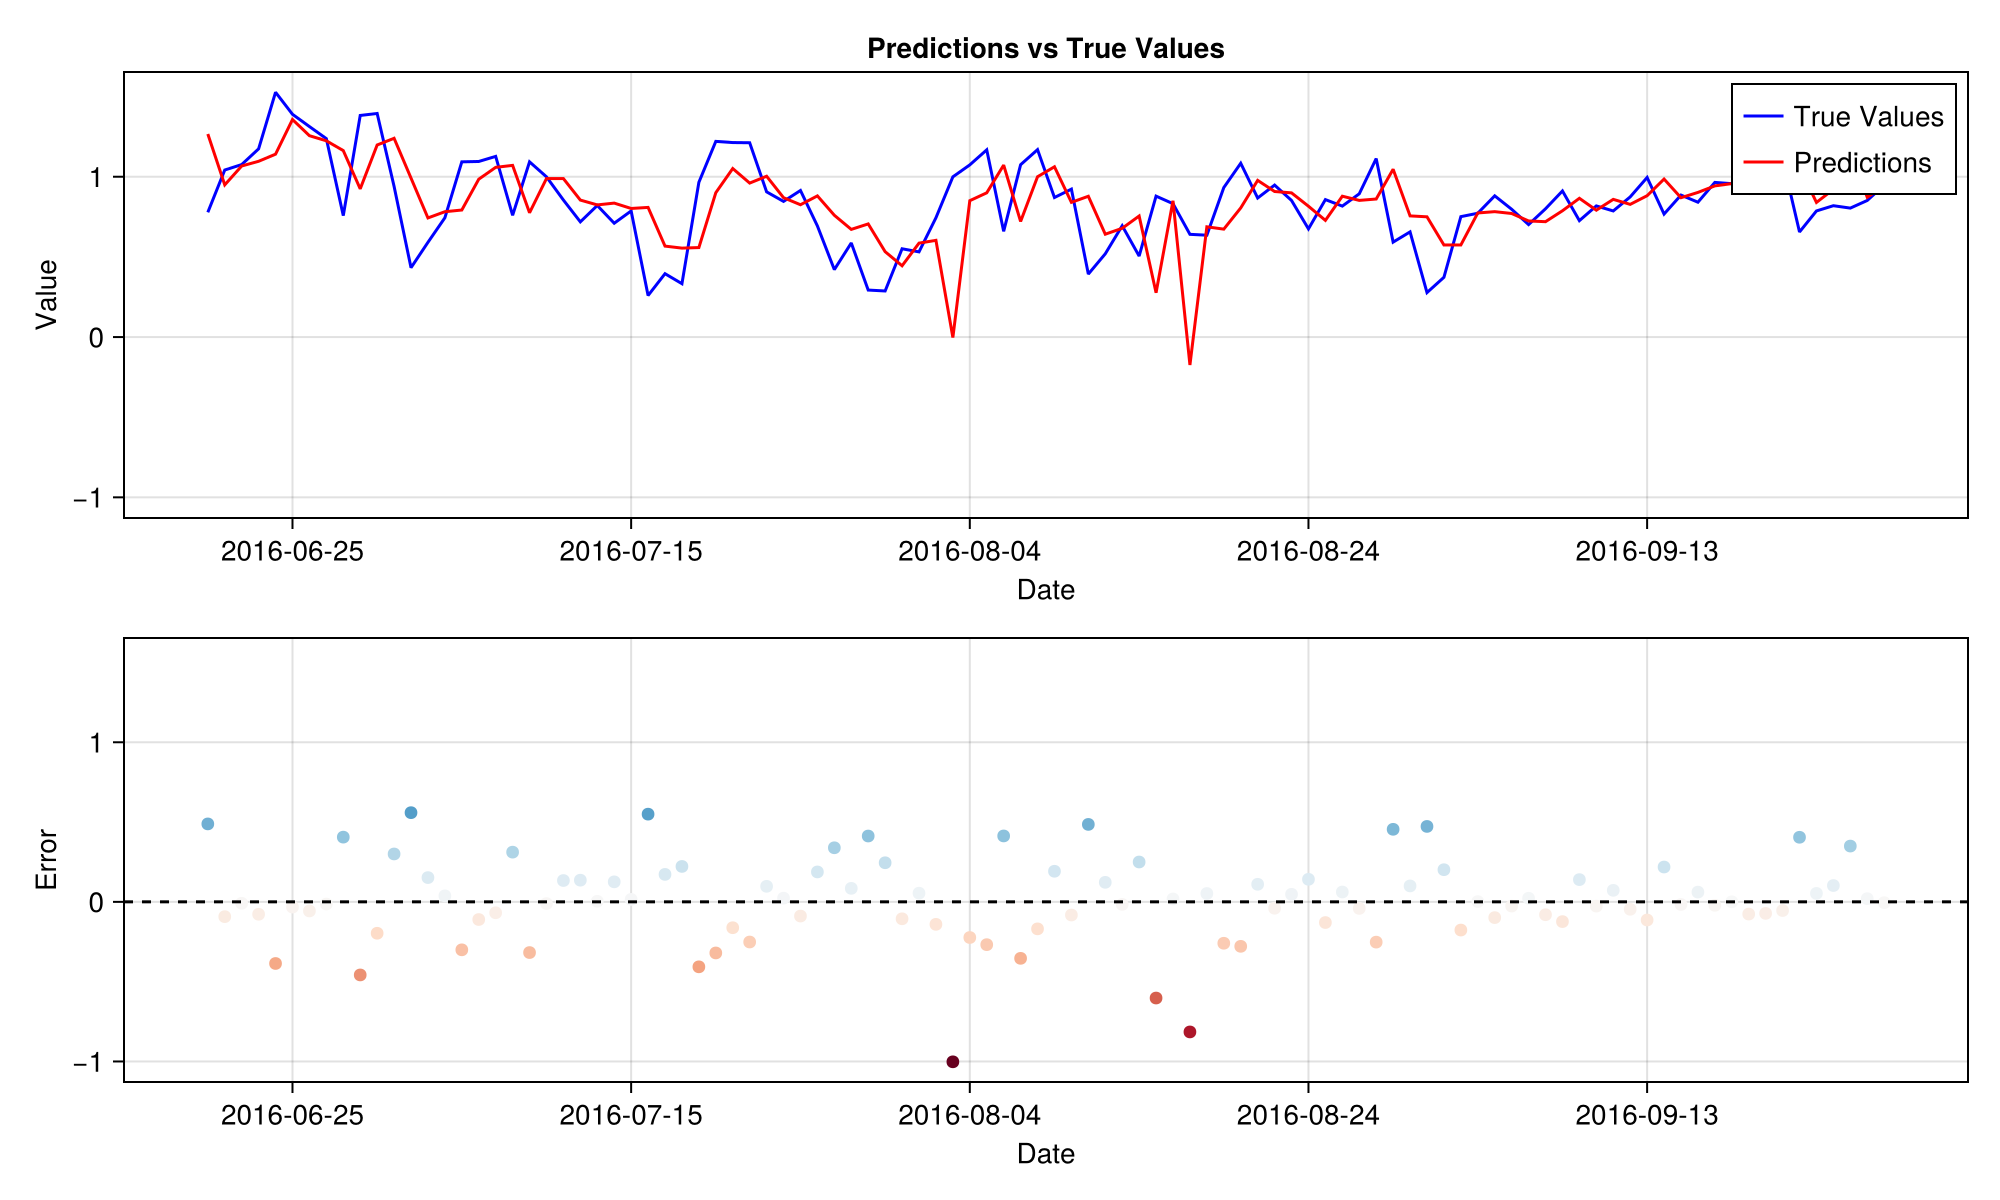 Predictions vs True Values
True Values
Predictions
Value
1
0
−1
2016-06-25
2016-07-15
2016-08-04
2016-08-24
2016-09-13
Date
Error
1
0
−1
2016-06-25
2016-07-15
2016-08-04
2016-08-24
2016-09-13
Date